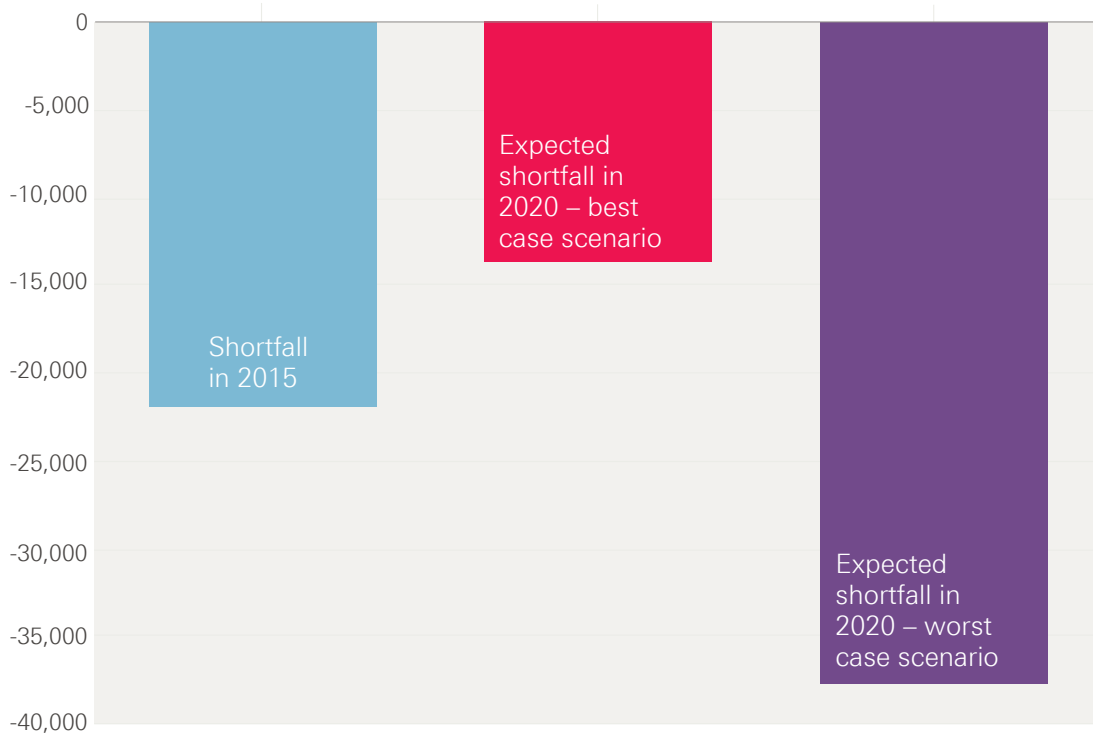 0
-5,000
-10,000
-15,000
-20,000
-25,000
-30,000
-35,000
-40,000
Shortfall
in 2015
Expected
shortfall in
2020 – best
case scenario
Expected
shortfall in
2020 – worst
case scenario